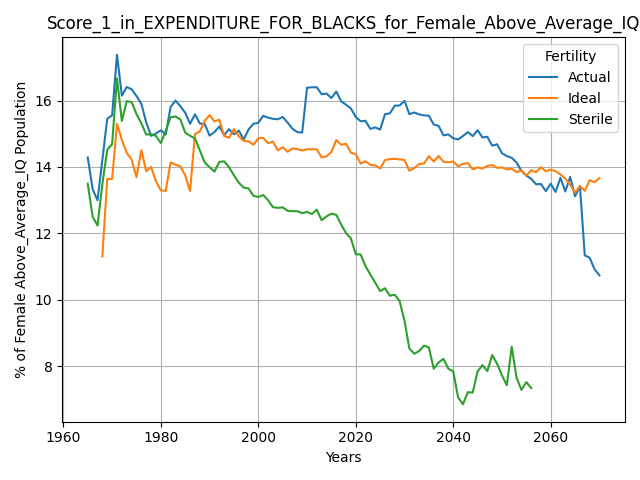 Score_1_in_EXPENDITURE_FOR_BLACKS_for_Female_Above_Average_IQ
% of Female Above_Average_IQ Population
16
14
12
10
8
Fertility
Actual
Ideal
Sterile
1960 1980 2000 2020 2040 2060
Years